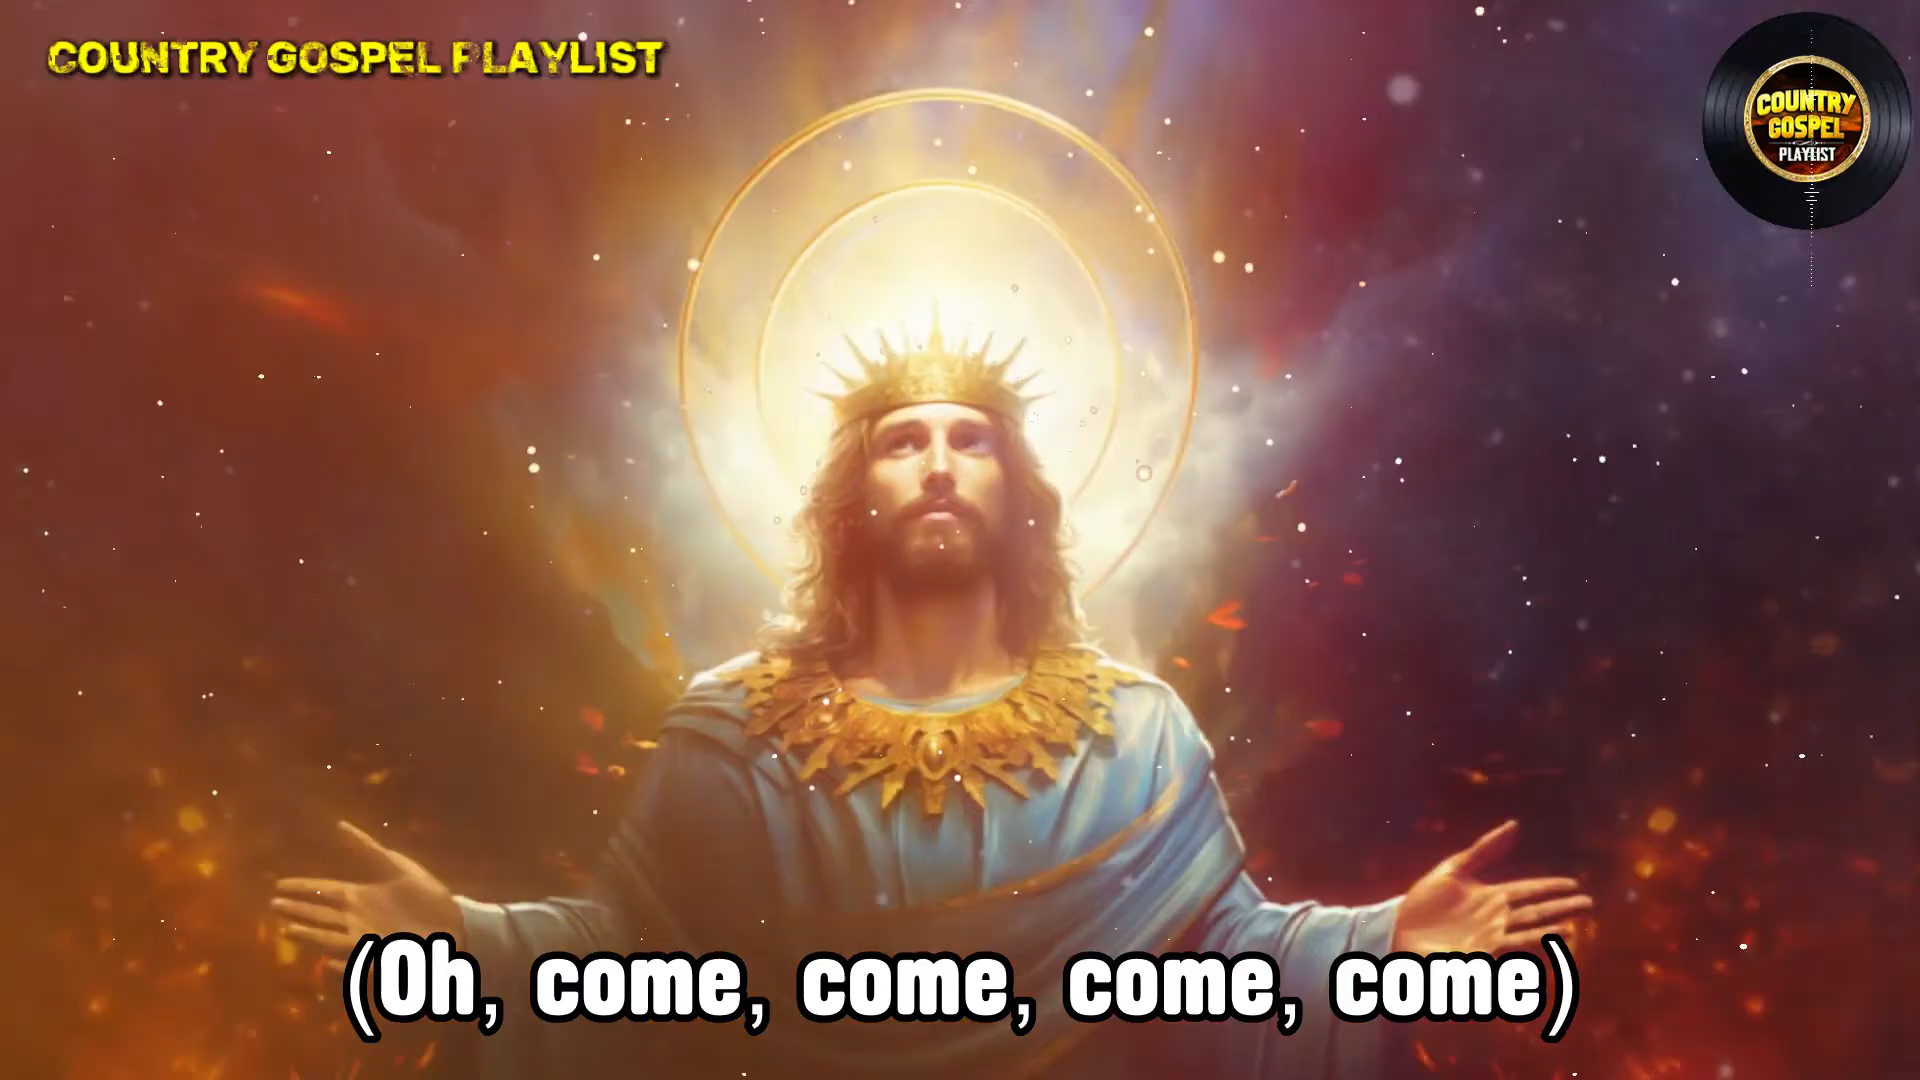 COUNTRY GOSPEL PLAYLIST
COUNTRY
GOSPEL
PLAYLIST
(Oh, come, come, come, come)